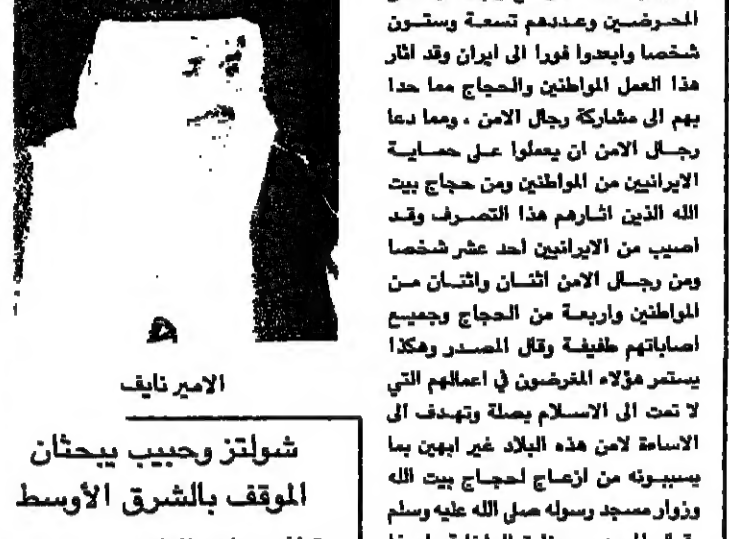 المحرضين وعددهم تسعة وستون
شخصا وابعدوا فورا الى ايران وقد اثار
هذا العمل المواطنين والحجاج مما حدا
بهم الى مشاركة رجال الامن ، ومما دعا
رجال الامن ان يعملوا على حماية
الايرانيين من المواطنين ومن حجاج بيت
الله الذين اثارهم هذا التصرف وقد
اصيب من الايرانيين احد عشر شخصا
ومن رجال الامن اثنان واثنان من
المواطنين واربعة من الحجاج وجميع
اصاباتهم طفيفة وقال المصدر وهكذا
يستمر هؤلاء المغرضون في اعمالهم التي
لا تمت الى الاسلام بصلة وتهدف الى
الاساءة لامن هذه البلاد غير ابهين بما
يسببونه من ازعاج لحجاج بيت الله
وزوار مسجد رسوله صلى الله عليه وسلم
الامير نايف
شولتز وحبيب يبحثان
الموقف بالشرق الأوسط